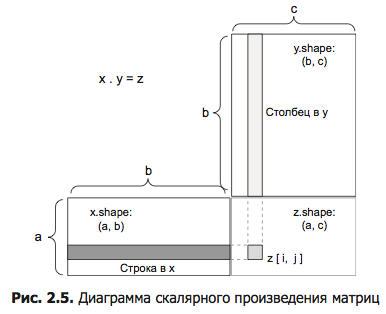 c
y.shape:
(b, c)
x . y = z
b
Столбец в y
b
x.shape:
(a, b)
z.shape:
(a, c)
a
z [ i, j ]
Строка в x
Рис. 2.5. Диаграмма скалярного произведения матриц